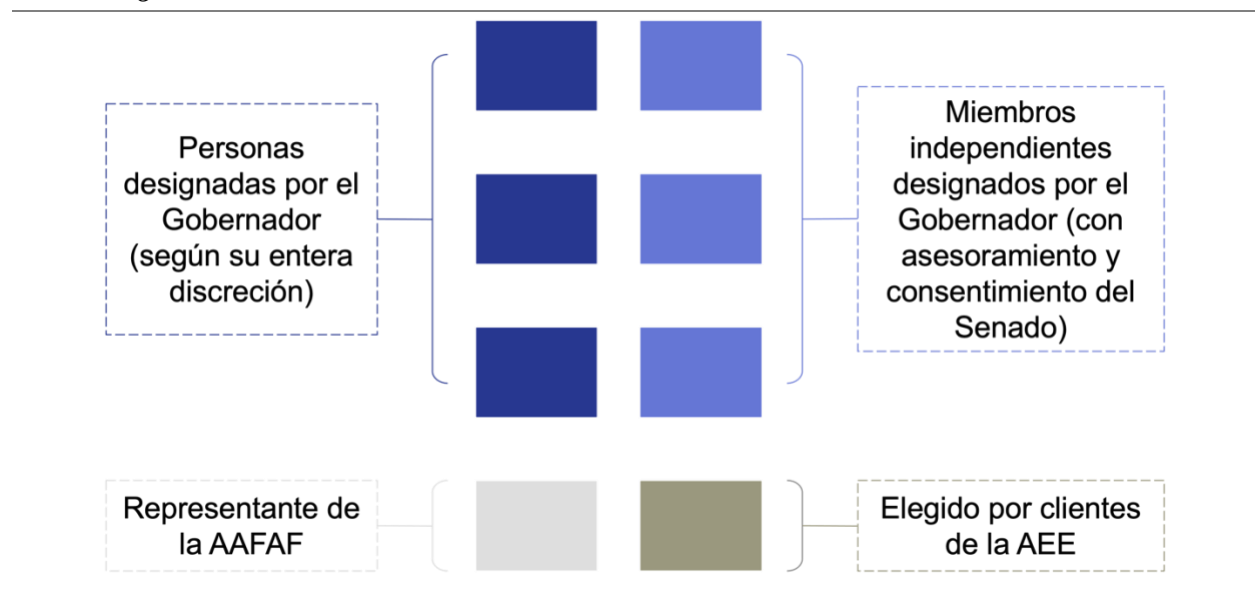 Personas
designadas por el
Gobernador
(según su entera
discreción)
Miembros
independientes
designados por el
Gobernador (con
asesoramiento y
consentimiento del
Senado)
Representante de
la AAFAF
Elegido por clientes
de la AEE